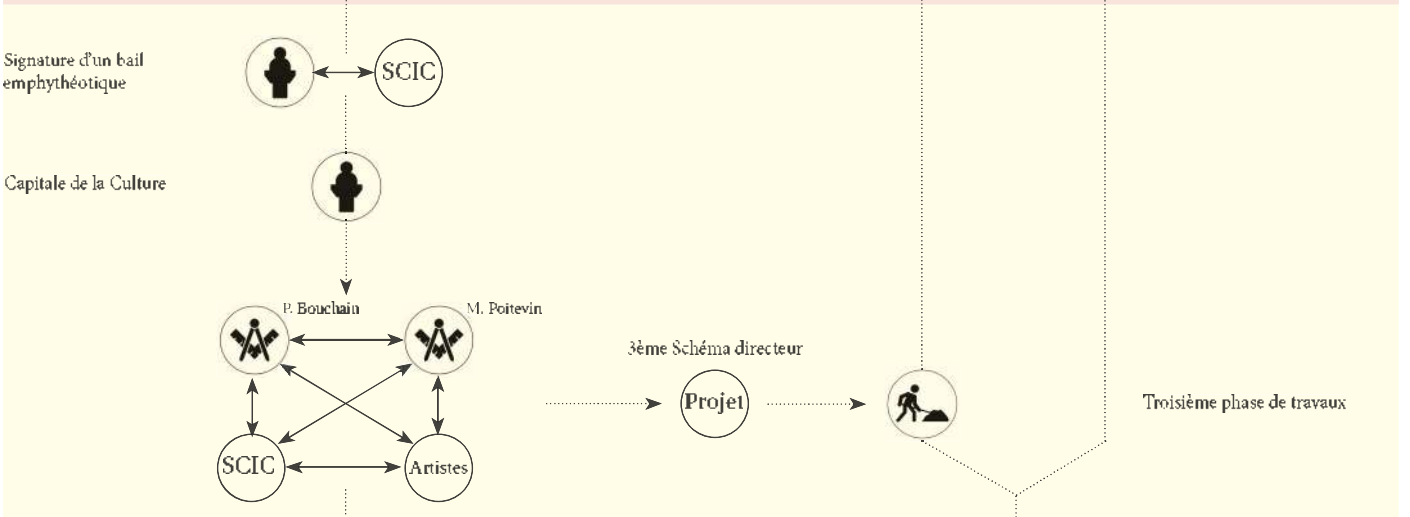 Signature d'un bail
emphythéotique
SCIC
Capitale de la Culture
P. Bouchain
M. Poitevin
3ème Schéma directeur
Projet
Troisième phase de travaux
SCIC
Artistes